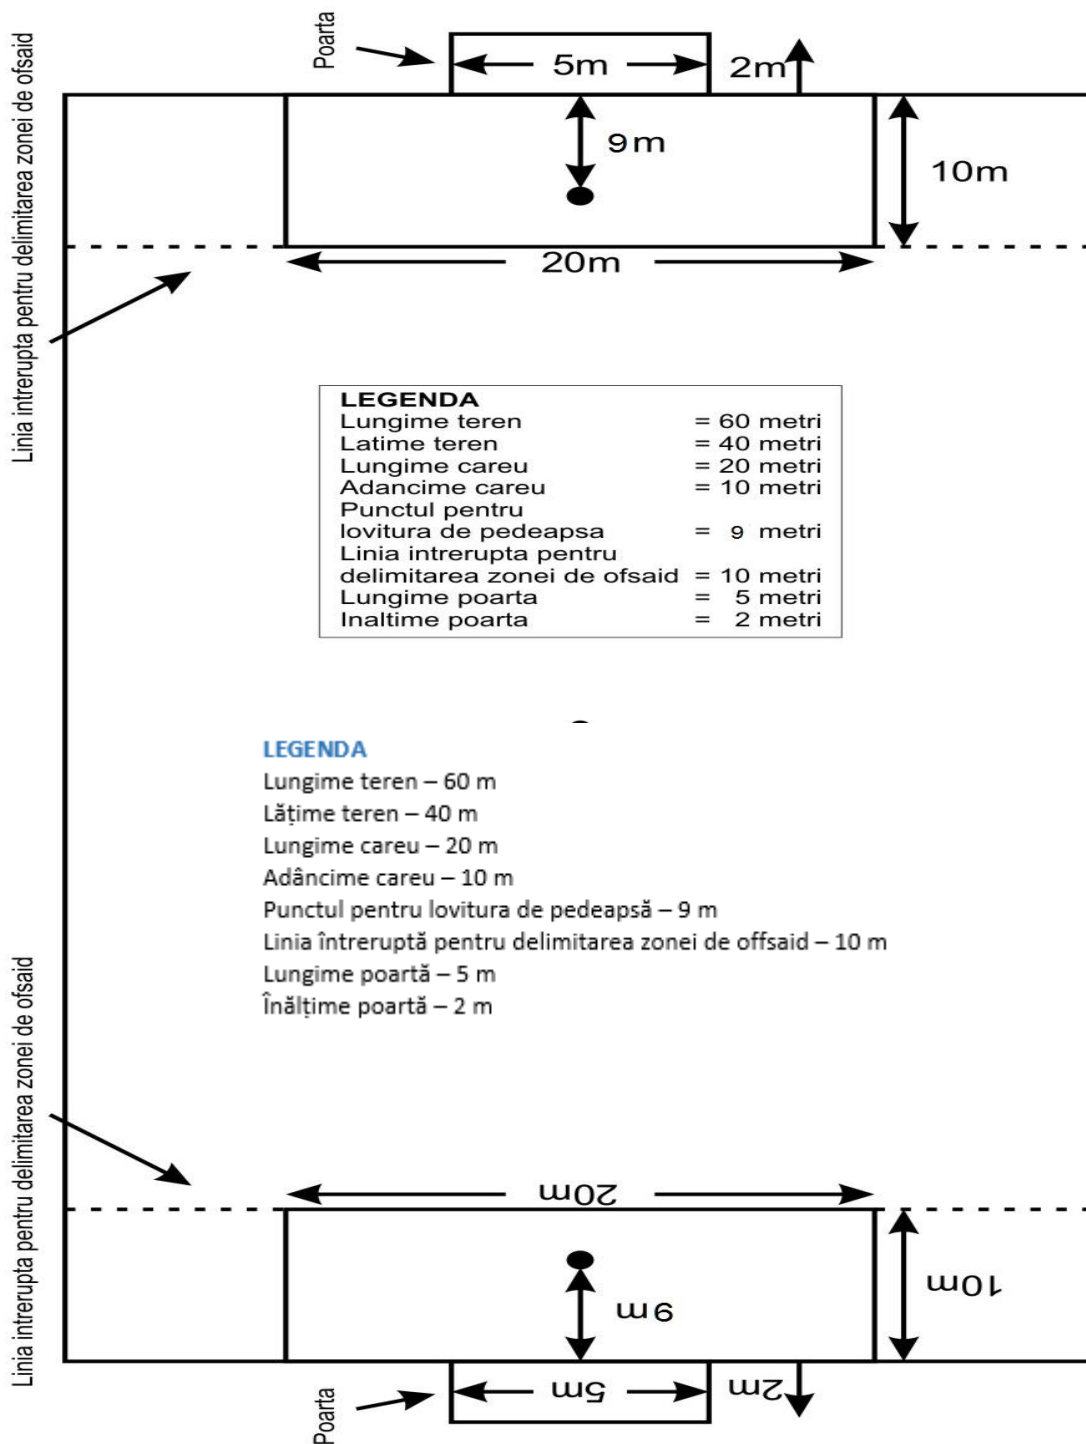 Linia intrerupta pentru delimitarea zonei de ofsaid
Poarta
5m
2m
9m
10m
20m
LEGENDA
Lungime teren = 60 metri
Latime teren = 40 metri
Lungime careu = 20 metri
Adancime careu = 10 metri
Punctul pentru
lovitura de pedeapsa = 9 metri
Linia intrerupta pentru
delimitarea zonei de ofsaid = 10 metri
Lungime poarta = 5 metri
Inaltime poarta = 2 metri
LEGENDA
Lungime teren – 60 m
Lățime teren – 40 m
Lungime careu – 20 m
Adâncime careu – 10 m
Punctul pentru lovitura de pedeapsă – 9 m
Linia întreruptă pentru delimitarea zonei de offsaid – 10 m
Lungime poartă – 5 m
Înălțime poartă – 2 m
Linia intrerupta pentru delimitarea zonei de ofsaid
20m
10m
9m
5m
2m
Poarta